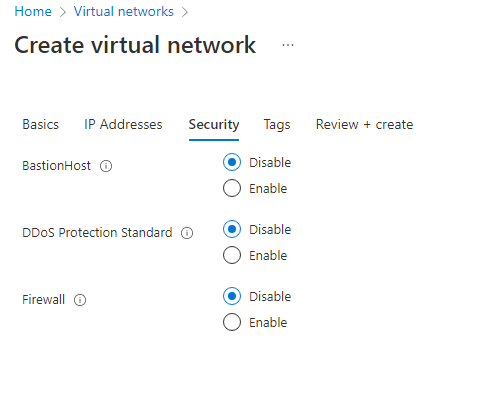 Home > Virtual networks >
Create virtual network ...
Basics IP Addresses Security Tags Review + create
BastionHost Disable
Enable
DDoS Protection Standard Disable
Enable
Firewall Disable
Enable